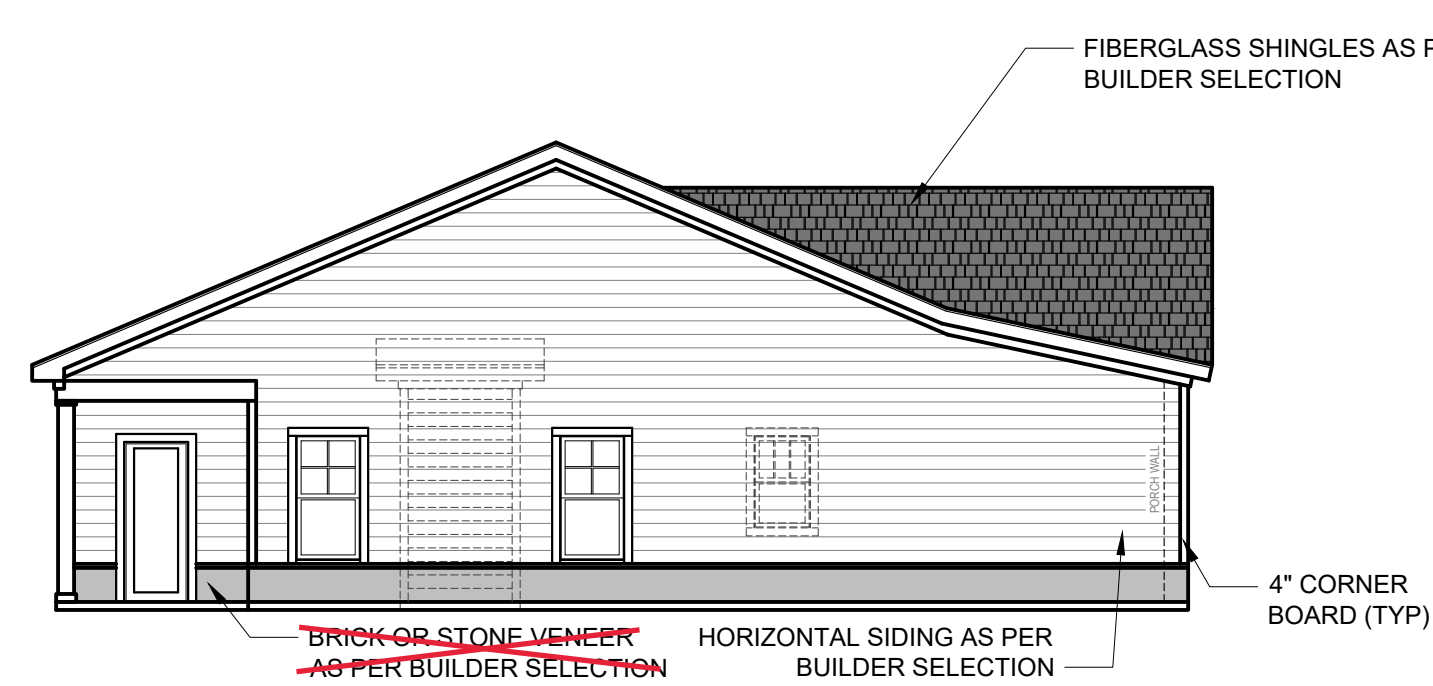 FIBERGLASS SHINGLES AS
BUILDER SELECTION
PORCH WALL
4" CORNER
BOARD (TYP)
BRICK OR STONE VENEER
AS PER BUILDER SELECTION
HORIZONTAL SIDING AS PER
BUILDER SELECTION